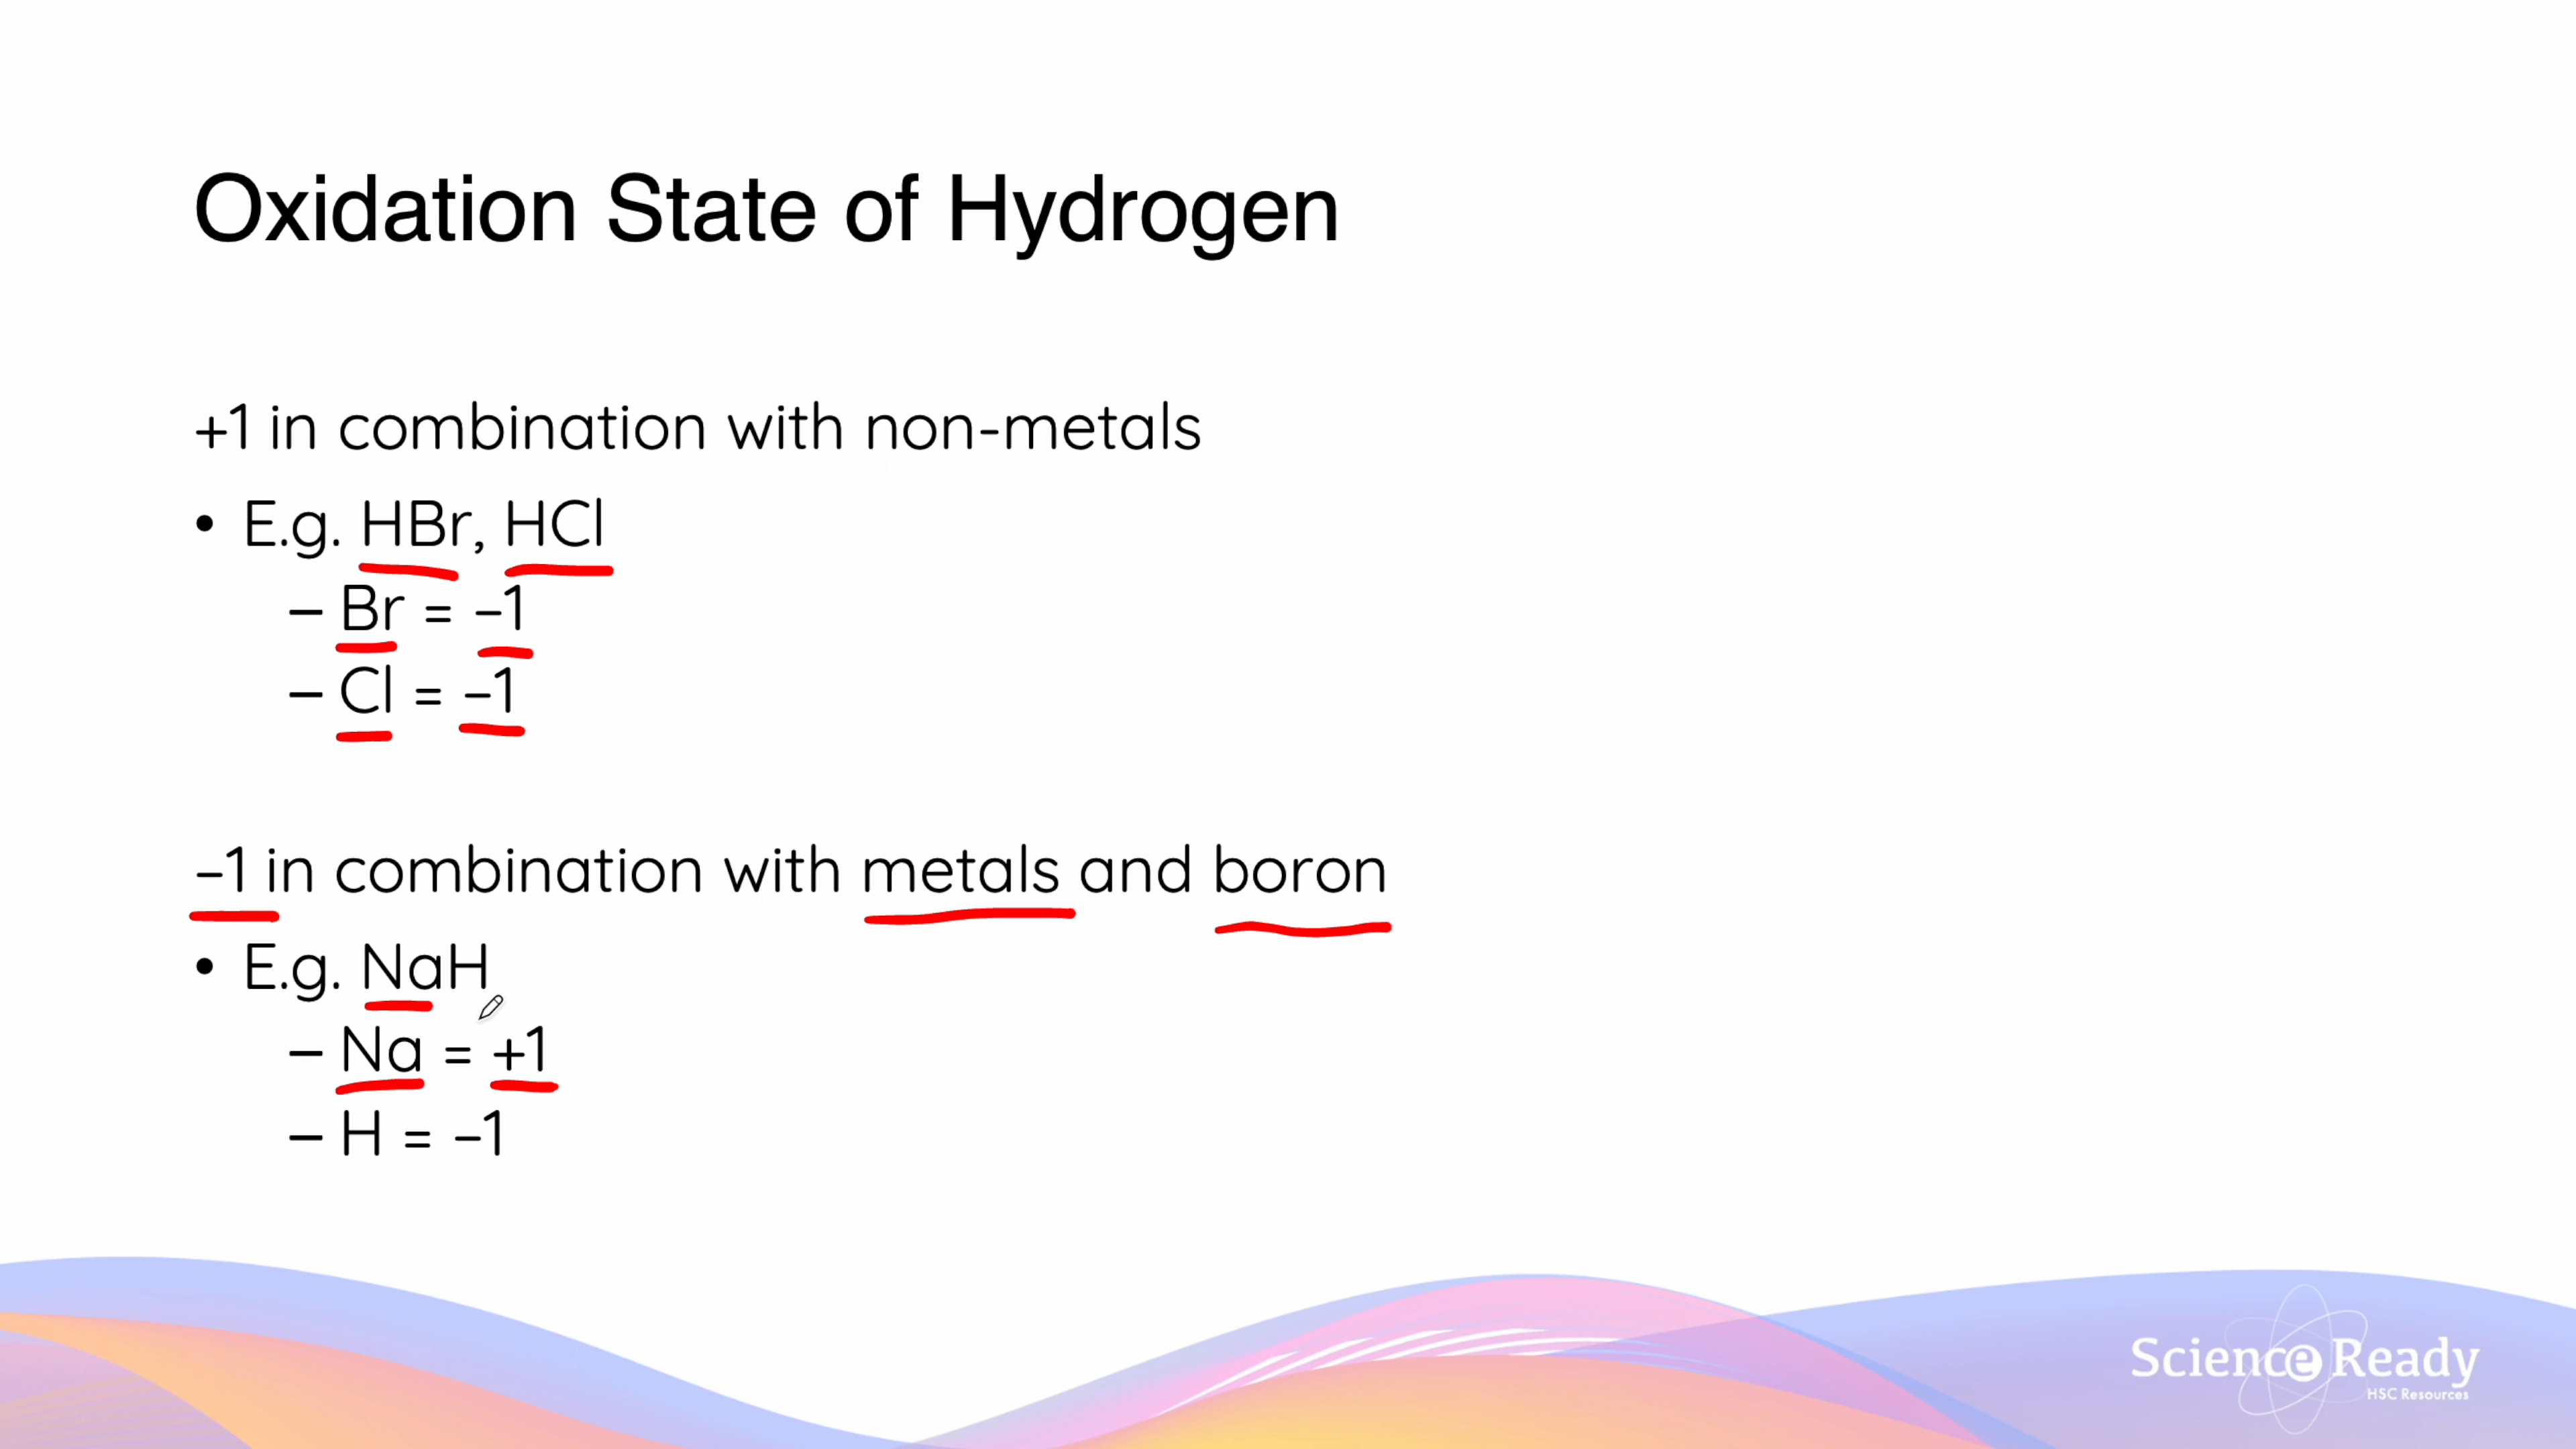 Oxidation State of Hydrogen
+1 in combination with non-metals
• E.g. HBr, HCl
– Br = –1
– Cl = –1
–1 in combination with metals and boron
• E.g. NaH
– Na = +1
– H = –1
Science Ready
HSC Resources